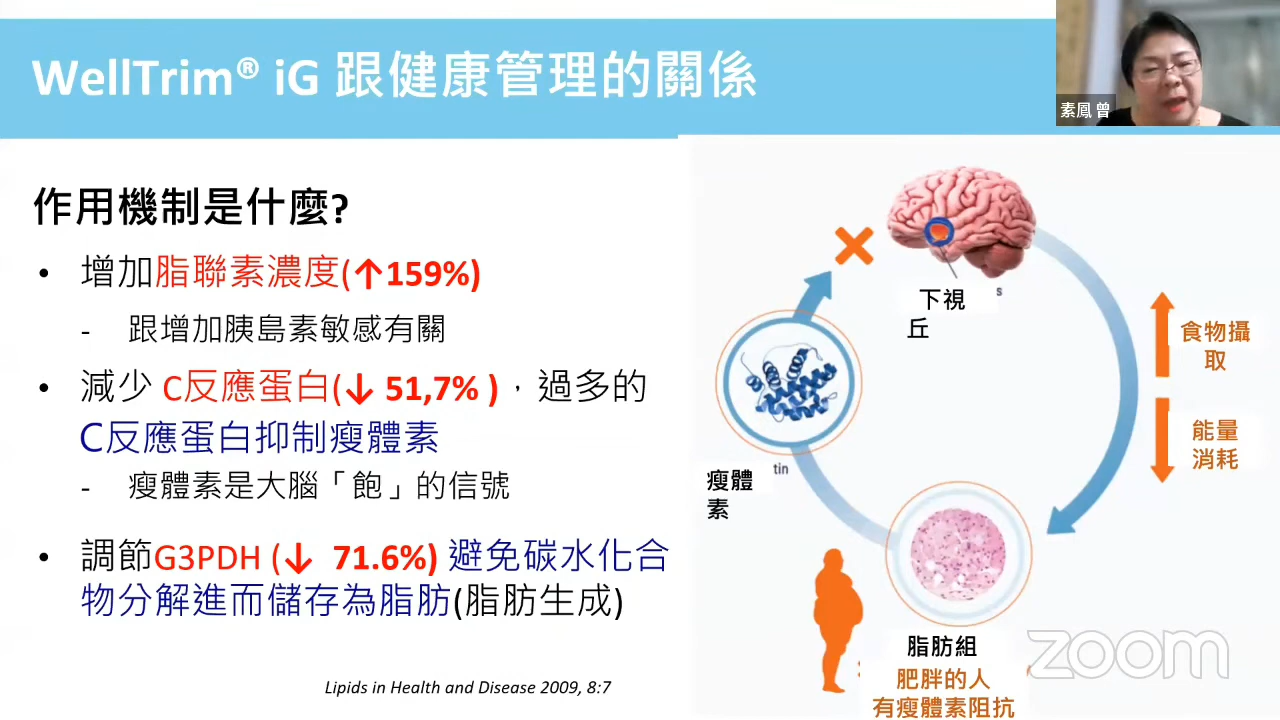 WellTrim® iG 跟健康管理的關係
素鳳 曾
作用機制是什麼?
• 增加脂聯素濃度(↑159%)
- 跟增加胰島素敏感有關
• 減少 C反應蛋白(↓ 51,7% )，過多的
C反應蛋白抑制瘦體素
- 瘦體素是大腦「飽」的信號
• 調節G3PDH (↓ 71.6%) 避免碳水化合
物分解進而儲存為脂肪(脂肪生成)
Lipids in Health and Disease 2009, 8:7
下視
丘
s
食物攝
取
能量
消耗
tin
瘦體
素
脂肪組
肥胖的人
有瘦體素阻抗
zoom